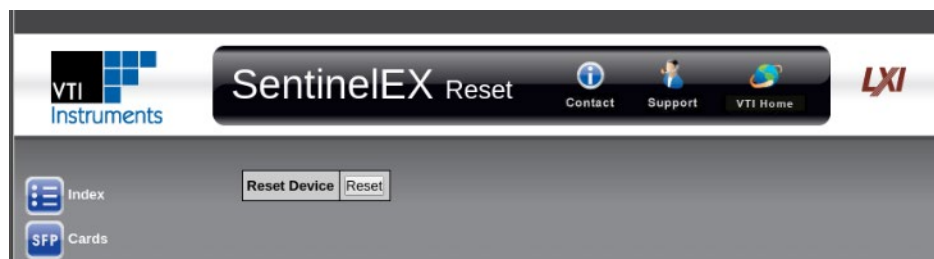 VTI
Instruments
SentinelEX Reset
Contact
Support
VTI Home
LXI
Index
Reset Device Reset
SFP Cards